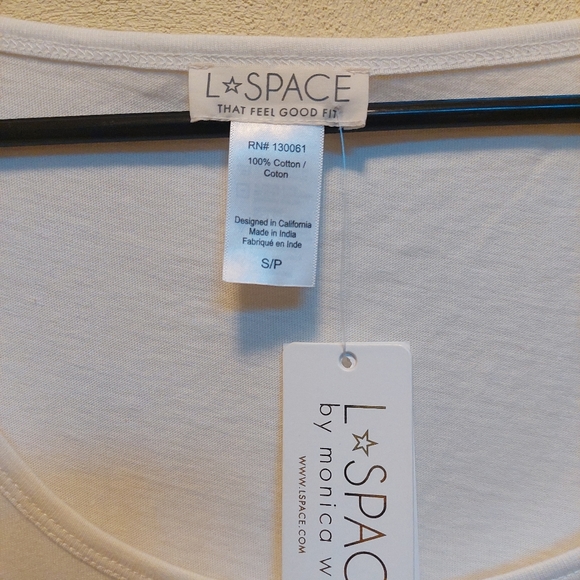 L☆SPACE
THAT FEEL GOOD FIT
RN# 130061
100% Cotton /
Coton
Designed in California
Made in India
Fabriqué en Inde
S/P
L☆SPAC
by monica w
WWW.LSPACE.COM